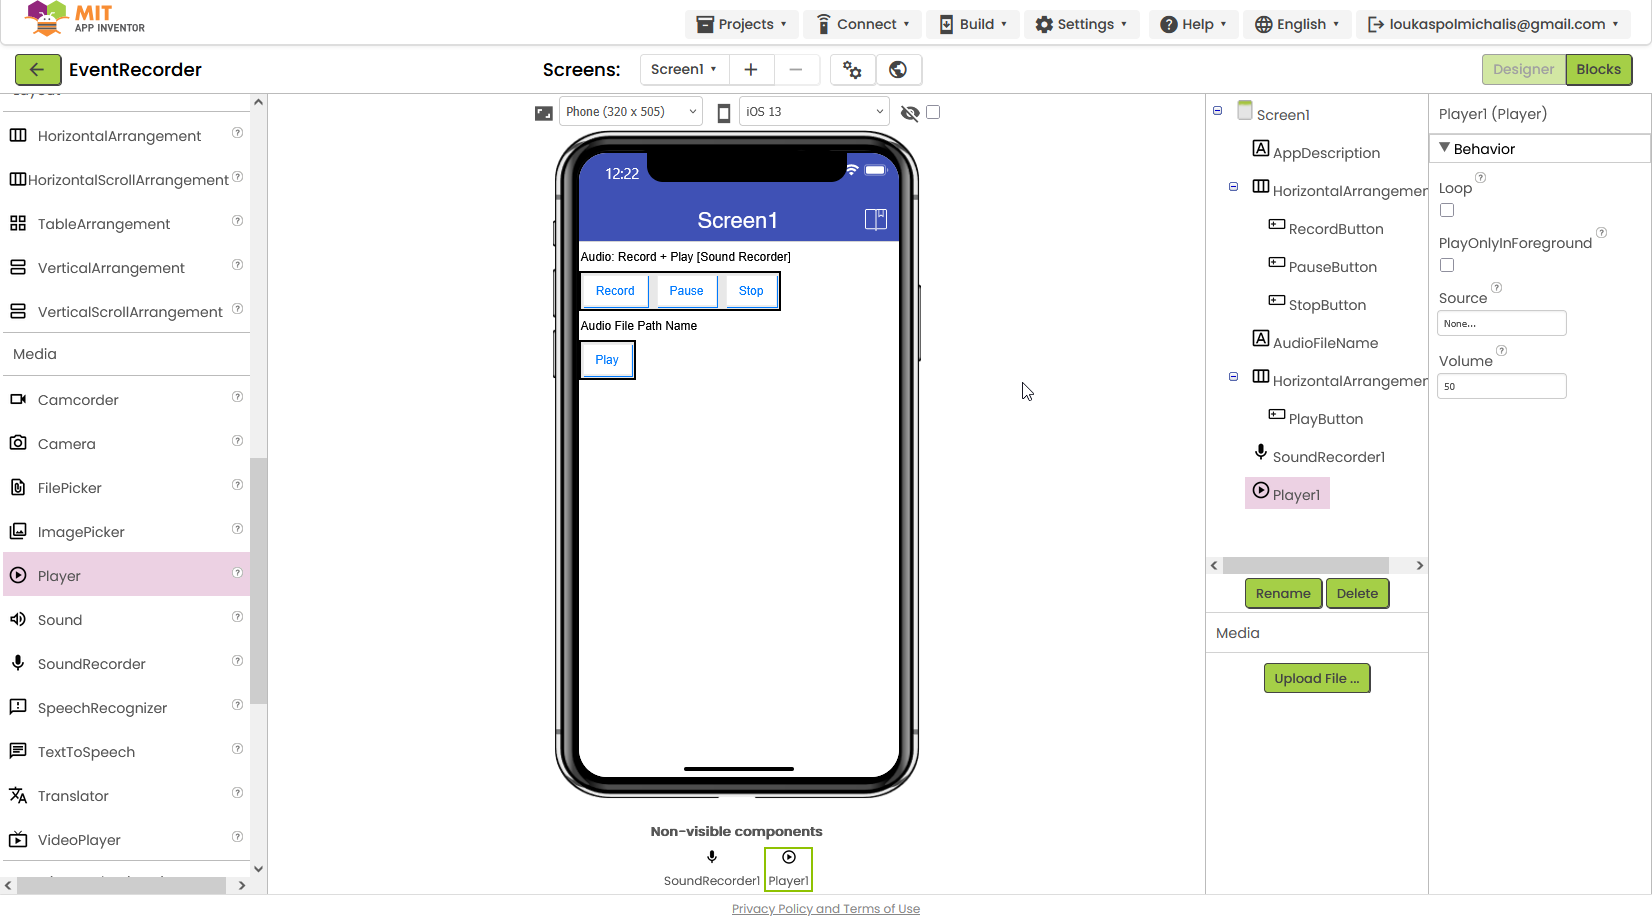 MIT
APP INVENTOR
Projects
Connect
Build
Settings
Help
English
loukaspolmichalis@gmail.com
EventRecorder
Screens:
Screen1
Designer
Blocks
HorizontalArrangement
HorizontalScrollArrangement
TableArrangement
VerticalArrangement
VerticalScrollArrangement
Media
Camcorder
Camera
FilePicker
ImagePicker
Player
Sound
SoundRecorder
SpeechRecognizer
TextToSpeech
Translator
VideoPlayer
Phone (320 x 505)
iOS 13
12:22
Screen1
Audio: Record + Play [Sound Recorder]
Record Pause Stop
Audio File Path Name
Play
Non-visible components
SoundRecorder1 Player1
Screen1
AppDescription
HorizontalArrangemen
RecordButton
PauseButton
StopButton
AudioFileName
HorizontalArrangemen
PlayButton
SoundRecorder1
Player1
Rename Delete
Media
Upload File ...
Player1 (Player)
Behavior
Loop
PlayOnlyInForeground
Source
None...
Volume
50
Privacy Policy and Terms of Use